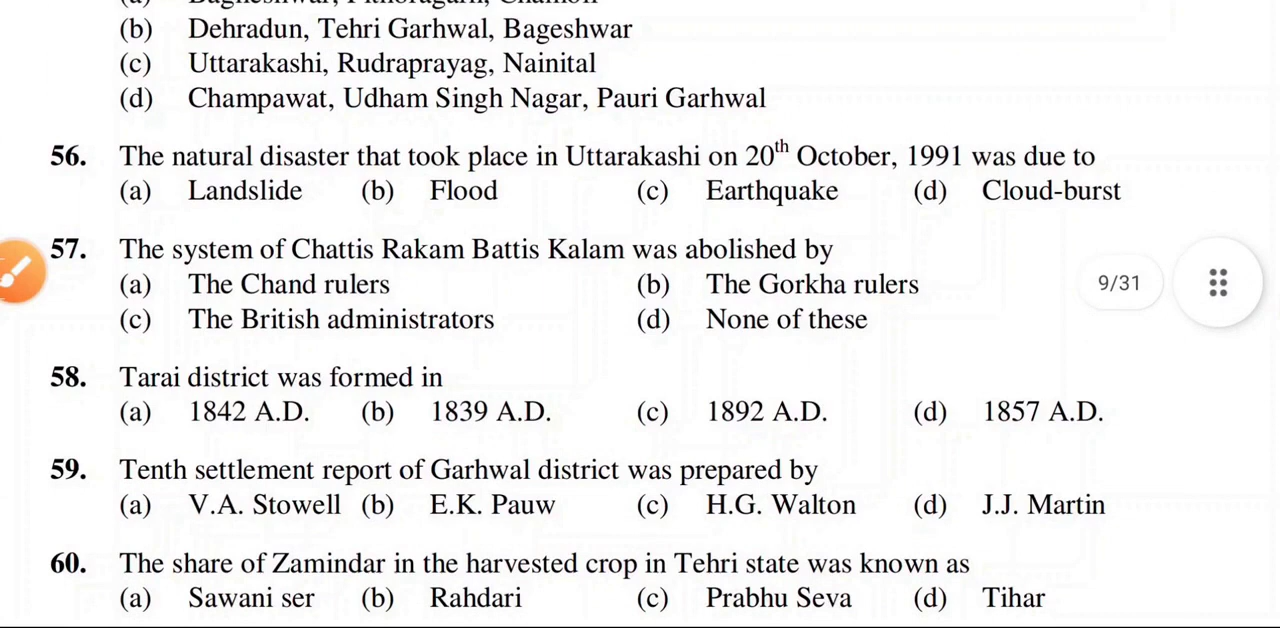 (b) Dehradun, Tehri Garhwal, Bageshwar
(c) Uttarakashi, Rudraprayag, Nainital
(d) Champawat, Udham Singh Nagar, Pauri Garhwal
56. The natural disaster that took place in Uttarakashi on 20th October, 1991 was due to
(a) Landslide (b) Flood (c) Earthquake (d) Cloud-burst
57. The system of Chattis Rakam Battis Kalam was abolished by
(a) The Chand rulers (b) The Gorkha rulers
9/31
(c) The British administrators (d) None of these
58. Tarai district was formed in
(a) 1842 A.D. (b) 1839 A.D. (c) 1892 A.D. (d) 1857 A.D.
59. Tenth settlement report of Garhwal district was prepared by
(a) V.A. Stowell (b) E.K. Pauw (c) H.G. Walton (d) J.J. Martin
60. The share of Zamindar in the harvested crop in Tehri state was known as
(a) Sawani ser (b) Rahdari (c) Prabhu Seva (d) Tihar